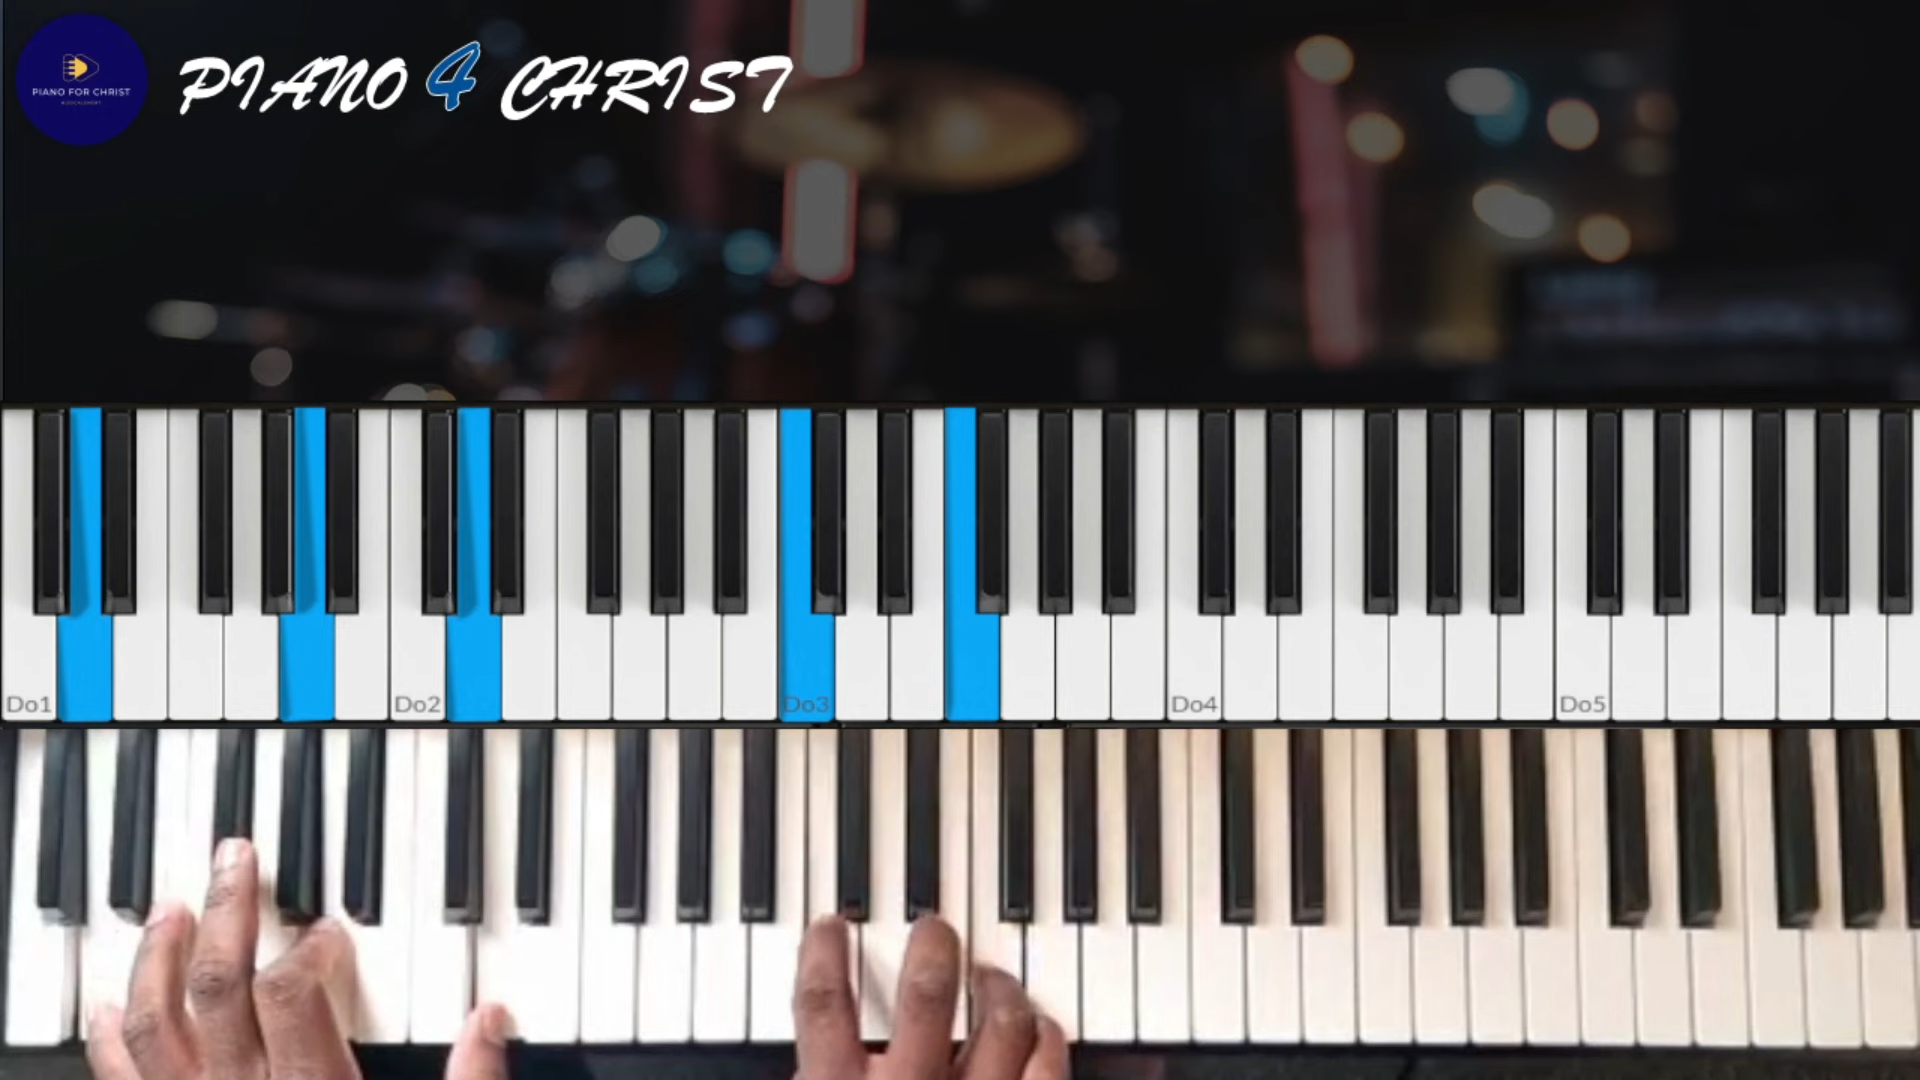 PIANO 4 CHRIST
PIANO FOR CHRIST
Do1
Do2
Do3
Do4
Do5